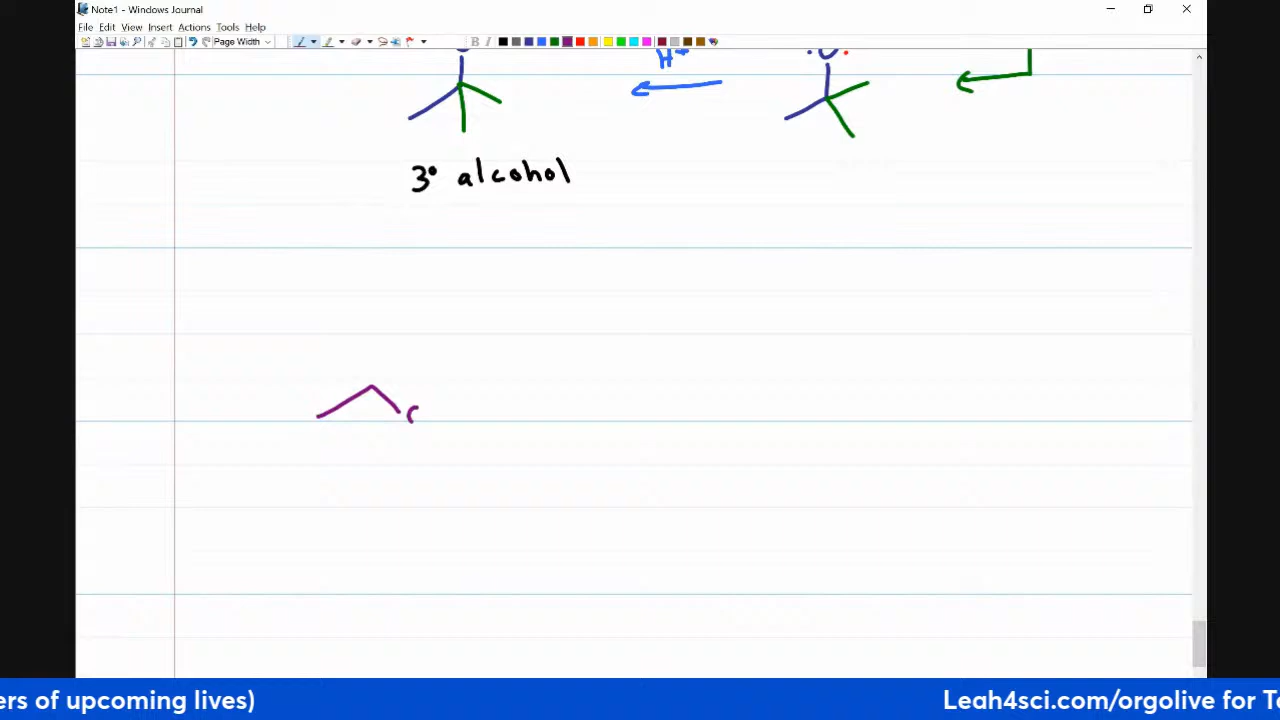 Note1 - Windows Journal
File Edit View Insert Actions Tools Help
Page Width
B I
H+
3° alcohol
ers of upcoming lives)
Leah4sci.com/orgolive for T